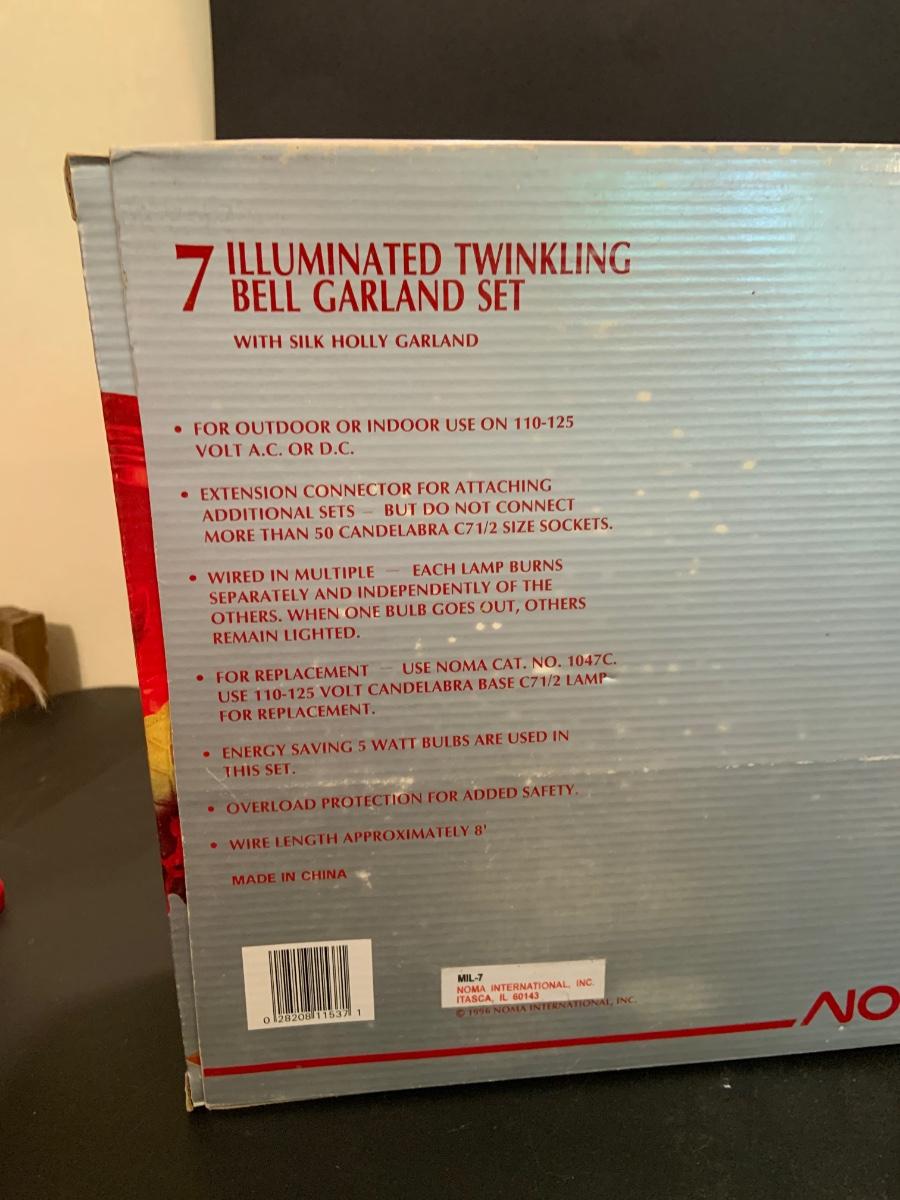 7 ILLUMINATED TWINKLING
BELL GARLAND SET
WITH SILK HOLLY GARLAND
• FOR OUTDOOR OR INDOOR USE ON 110-125
VOLT A.C. OR D.C.
• EXTENSION CONNECTOR FOR ATTACHING
ADDITIONAL SETS — BUT DO NOT CONNECT
MORE THAN 50 CANDELABRA C71/2 SIZE SOCKETS.
• WIRED IN MULTIPLE — EACH LAMP BURNS
SEPARATELY AND INDEPENDENTLY OF THE
OTHERS. WHEN ONE BULB GOES OUT, OTHERS
REMAIN LIGHTED.
• FOR REPLACEMENT — USE NOMA CAT. NO. 1047C.
USE 110-125 VOLT CANDELABRA BASE C71/2 LAMP
FOR REPLACEMENT.
• ENERGY SAVING 5 WATT BULBS ARE USED IN
THIS SET.
• OVERLOAD PROTECTION FOR ADDED SAFETY.
• WIRE LENGTH APPROXIMATELY 8'
MADE IN CHINA
0 28208 11537 1
MIL-7
NOMA INTERNATIONAL, INC.
ITASCA, IL 60143
© 1996 NOMA INTERNATIONAL, INC.
NO